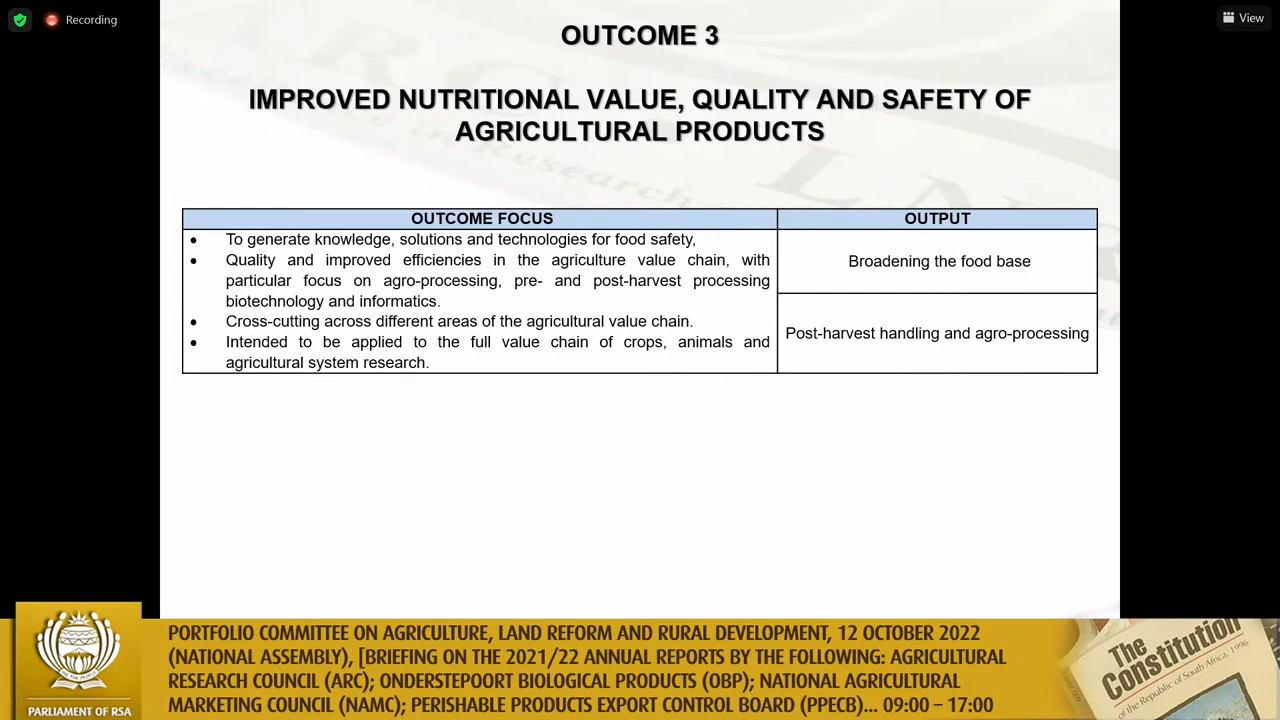 Recording
View
OUTCOME 3
IMPROVED NUTRITIONAL VALUE, QUALITY AND SAFETY OF
AGRICULTURAL PRODUCTS
OUTCOME FOCUS
OUTPUT
• To generate knowledge, solutions and technologies for food safety,
• Quality and improved efficiencies in the agriculture value chain, with
particular focus on agro-processing, pre- and post-harvest processing
biotechnology and informatics.
• Cross-cutting across different areas of the agricultural value chain.
• Intended to be applied to the full value chain of crops, animals and
agricultural system research.
Broadening the food base
Post-harvest handling and agro-processing
PORTFOLIO COMMITTEE ON AGRICULTURE, LAND REFORM AND RURAL DEVELOPMENT, 12 OCTOBER 2022
(NATIONAL ASSEMBLY), [BRIEFING ON THE 2021/22 ANNUAL REPORTS BY THE FOLLOWING: AGRICULTURAL
RESEARCH COUNCIL (ARC); ONDERSTEPOORT BIOLOGICAL PRODUCTS (OBP); NATIONAL AGRICULTURAL
MARKETING COUNCIL (NAMC); PERISHABLE PRODUCTS EXPORT CONTROL BOARD (PPECB)... 09:00 – 17:00
PARLIAMENT OF RSA
The
Constitution
of the Republic of South Africa, 1996